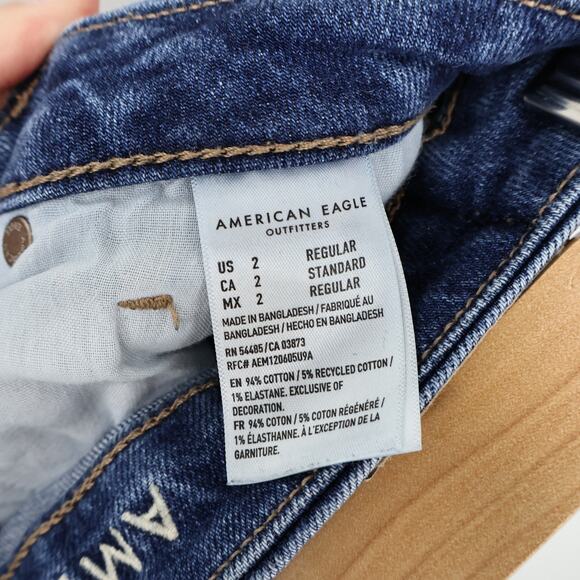 AMERICAN EAGLE
OUTFITTERS
US 2 REGULAR
CA 2 STANDARD
MX 2 REGULAR
MADE IN BANGLADESH / FABRIQUÉ AU
BANGLADESH / HECHO EN BANGLADESH
RN 54485/CA 03873
RFC# AEM120605U9A
EN 94% COTTON / 5% RECYCLED COTTON /
1% ELASTANE. EXCLUSIVE OF
DECORATION.
FR 94% COTON / 5% COTON RÉGÉNÉRÉ /
1% ÉLASTHANNE. À L'EXCEPTION DE LA
GARNITURE.
AM